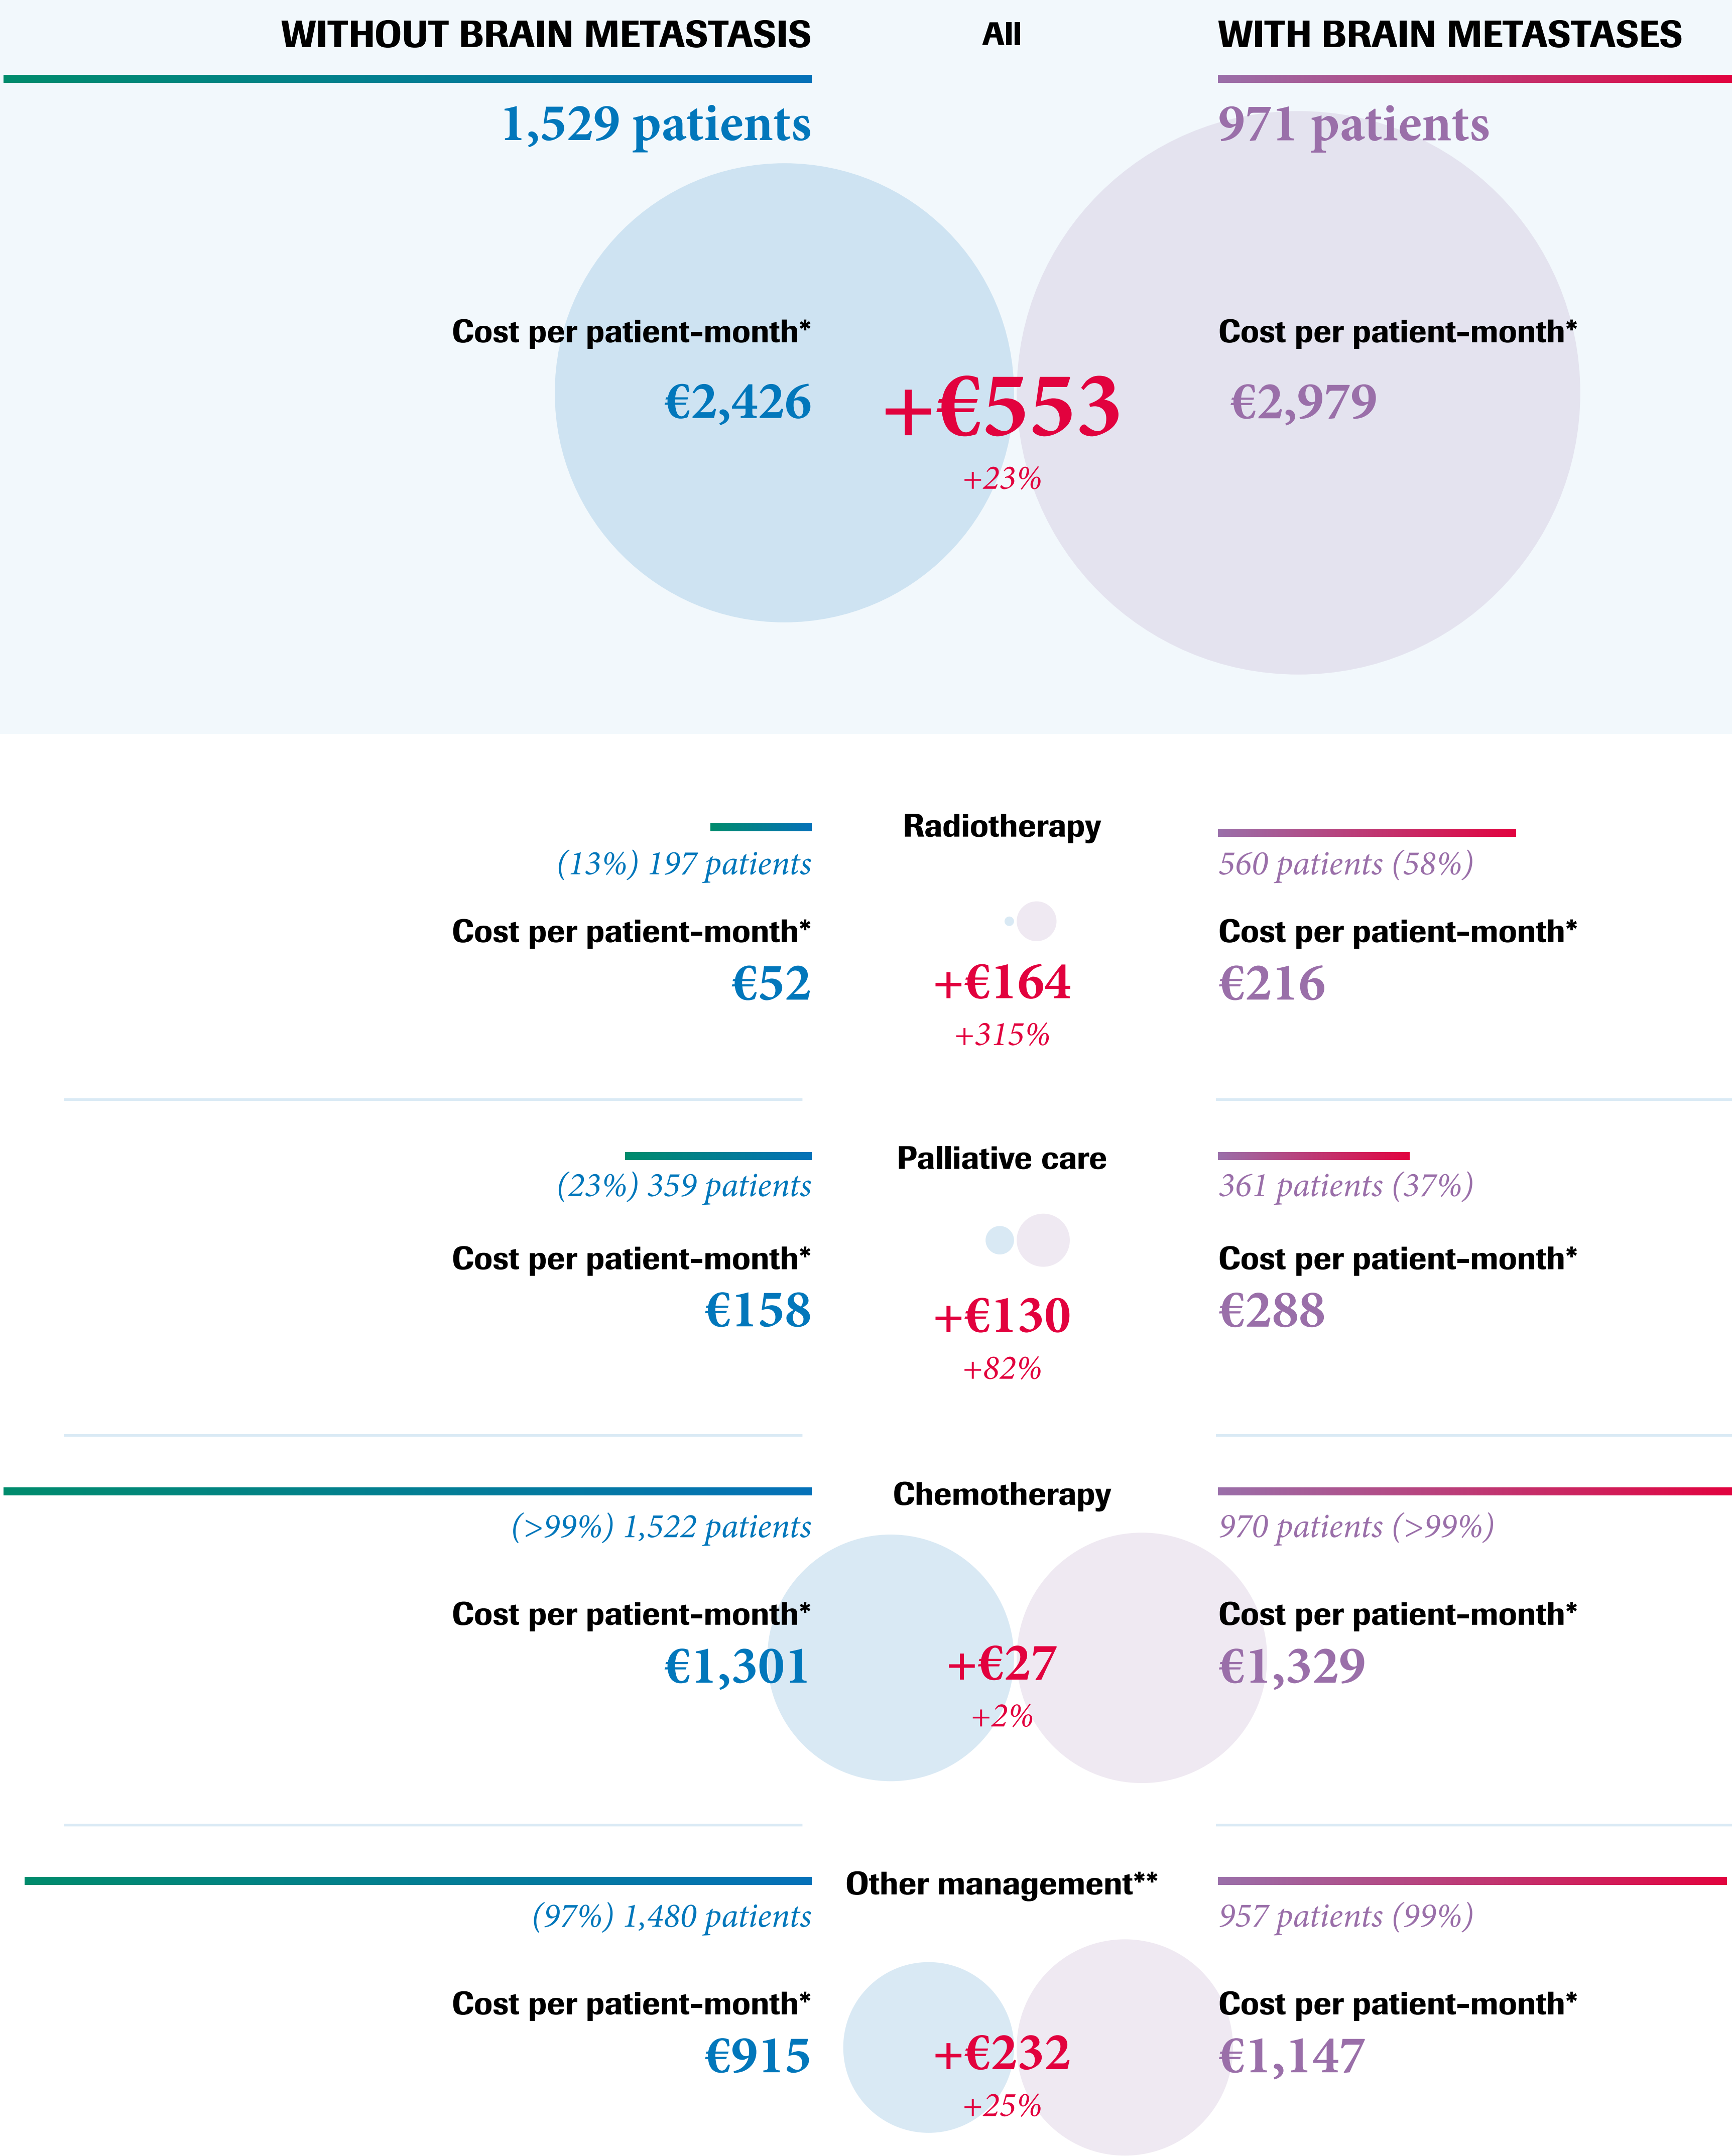 WITHOUT BRAIN METASTASIS All WITH BRAIN METASTASES
1,529 patients 971 patients
Cost per patient-month* Cost per patient-month*
€2,426 +€553 €2,979
+23%
Radiotherapy
(13%) 197 patients 560 patients (58%)
Cost per patient-month* Cost per patient-month*
€52 +€164 €216
+315%
Palliative care
(23%) 359 patients 361 patients (37%)
Cost per patient-month* Cost per patient-month*
€158 +€130 €288
+82%
Chemotherapy
(>99%) 1,522 patients 970 patients (>99%)
Cost per patient-month* Cost per patient-month*
€1,301 +€27 €1,329
+2%
Other management**
(97%) 1,480 patients 957 patients (99%)
Cost per patient-month* Cost per patient-month*
€915 +€232 €1,147
+25%